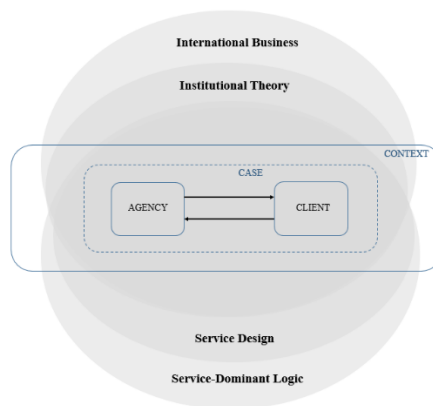 International Business
Institutional Theory
CONTEXT
CASE
AGENCY
CLIENT
Service Design
Service-Dominant Logic